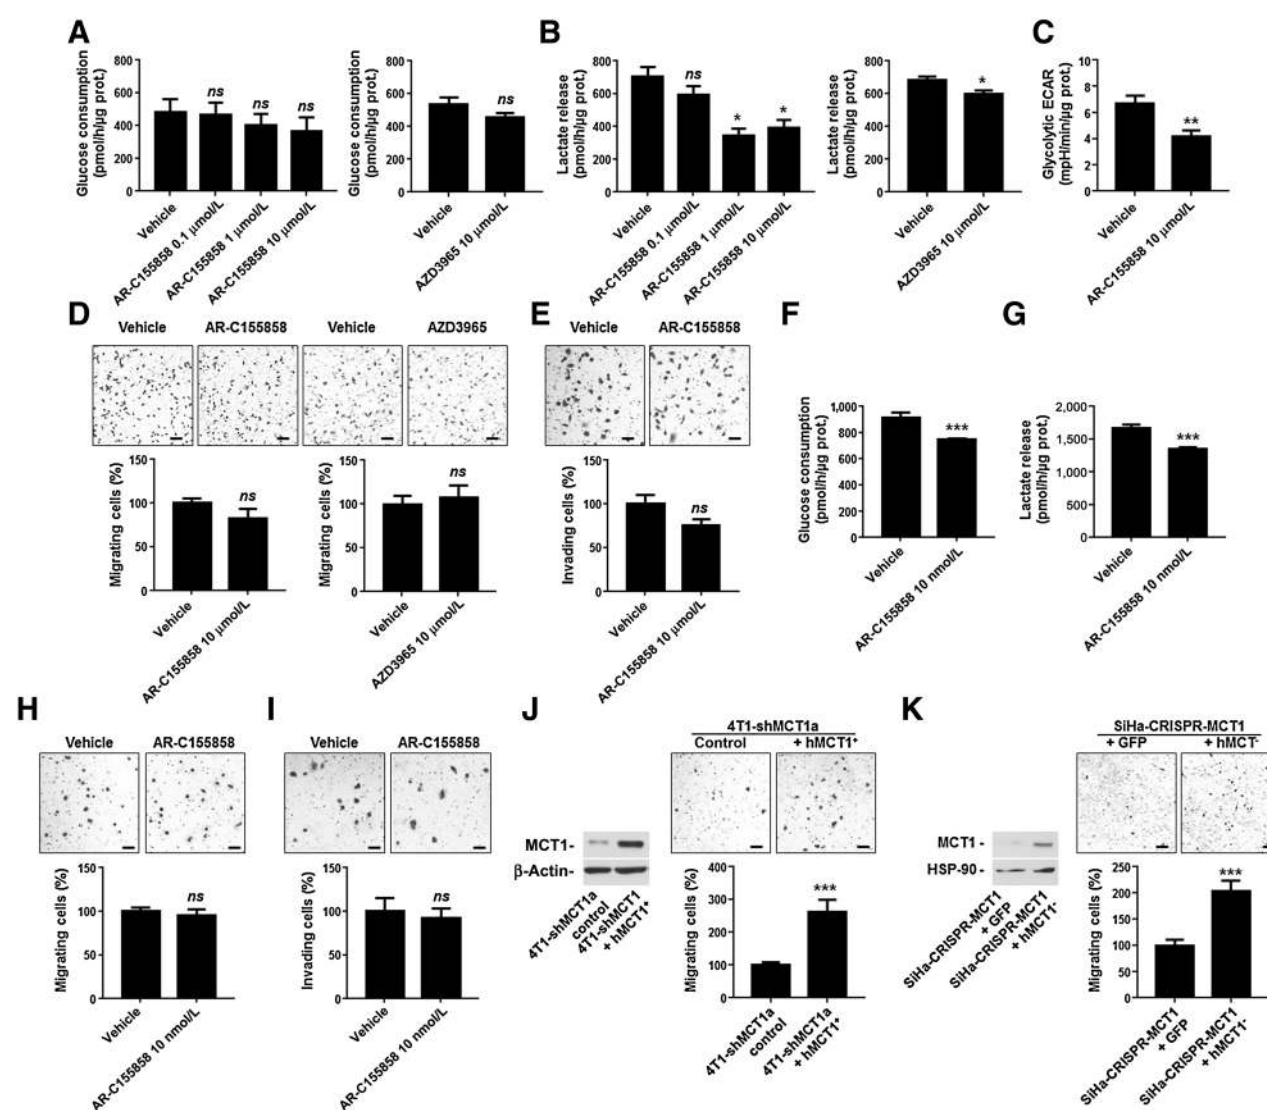 A
Glucose consumption
(pmol/h/μg prot.)
800
600
400
200
0
ns
ns
ns
Vehicle
AR-C155858 0.1 μmol/L
AR-C155858 1 μmol/L
AR-C155858 10 μmol/L
Glucose consumption
(pmol/h/μg prot.)
800
600
400
200
0
ns
Vehicle
AZD3965 10 μmol/L
B
Lactate release
(pmol/h/μg prot.)
800
600
400
200
0
ns
*
*
Vehicle
AR-C155858 0.1 μmol/L
AR-C155858 1 μmol/L
AR-C155858 10 μmol/L
Lactate release
(pmol/h/μg prot.)
800
600
400
200
0
*
Vehicle
AZD3965 10 μmol/L
C
Glycolytic ECAR
(mpH/min/μg prot.)
10
8
6
4
2
0
**
Vehicle
AR-C155858 10 μmol/L
D
Vehicle
AR-C155858
Vehicle
AZD3965
Migrating cells (%)
150
100
50
0
ns
Vehicle
AR-C155858 10 μmol/L
Migrating cells (%)
150
100
50
0
ns
Vehicle
AZD3965 10 μmol/L
E
Vehicle
AR-C155858
Invading cells (%)
150
100
50
0
ns
Vehicle
AR-C155858 10 μmol/L
F
Glucose consumption
(pmol/h/μg prot.)
1,000
800
600
400
200
0
***
Vehicle
AR-C155858 10 nmol/L
G
Lactate release
(pmol/h/μg prot.)
2,000
1,500
1,000
500
0
***
Vehicle
AR-C155858 10 nmol/L
H
Vehicle
AR-C155858
Migrating cells (%)
150
100
50
0
ns
Vehicle
AR-C155858 10 nmol/L
I
Vehicle
AR-C155858
Invading cells (%)
150
100
50
0
ns
Vehicle
AR-C155858 10 nmol/L
J
MCT1-
β-Actin-
4T1-shMCT1a
control
4T1-shMCT1
+ hMCT1⁺
4T1-shMCT1a
Control
+ hMCT1⁺
Migrating cells (%)
400
300
200
100
0
***
4T1-shMCT1a
control
4T1-shMCT1a
+ hMCT1⁺
K
MCT1-
HSP-90-
SiHa-CRISPR-MCT1
+ GFP
SiHa-CRISPR-MCT1
+ hMCT1⁻
SiHa-CRISPR-MCT1
+ GFP
+ hMCT⁻
Migrating cells (%)
250
200
150
100
50
0
***
SiHa-CRISPR-MCT1
+ GFP
SiHa-CRISPR-MCT1
+ hMCT1⁻